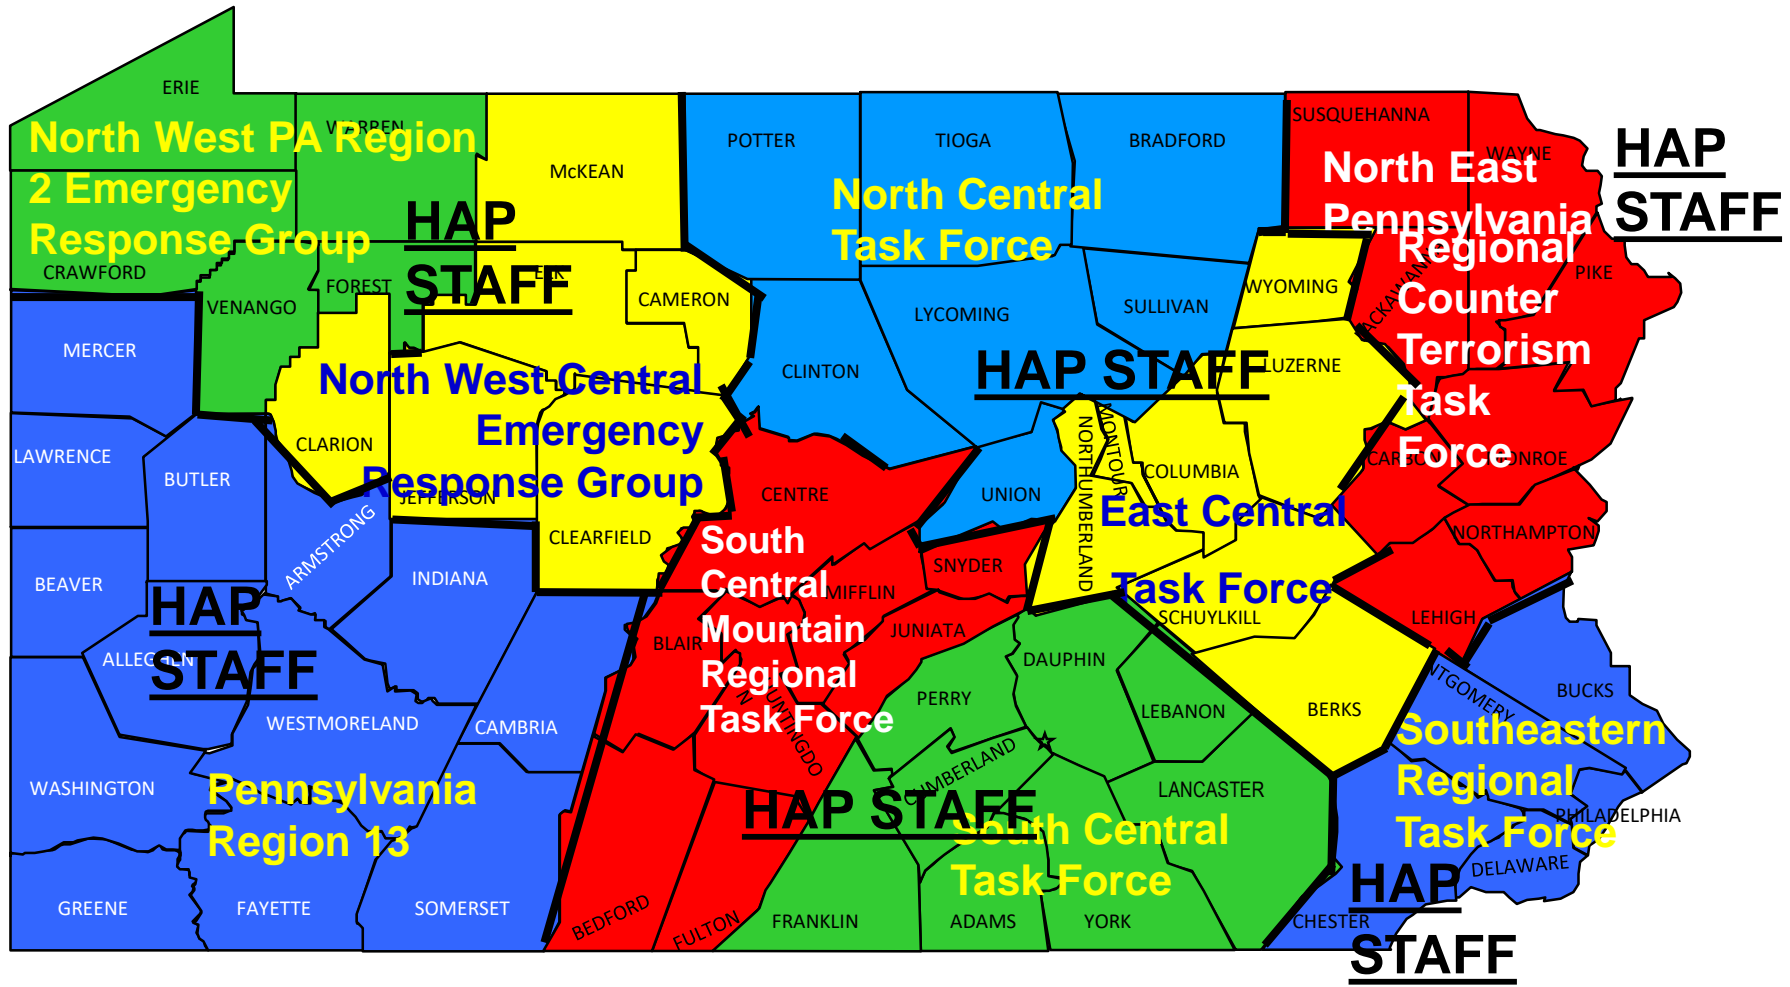 ERIE
WARREN
North West PA Region
2 Emergency
Response Group
CRAWFORD
HAP
STAFF
McKEAN
ELK
FOREST
VENANGO
CAMERON
POTTER
TIOGA
BRADFORD
North Central
Task Force
SUSQUEHANNA
WAYNE
North East
Pennsylvania
Regional
Counter
Terrorism
Task
Force
HAP
STAFF
PIKE
LACKAWANNA
WYOMING
SULLIVAN
LYCOMING
CLINTON
HAP STAFF
LUZERNE
MERCER
LAWRENCE
BUTLER
CLARION
North West Central
Emergency
Response Group
JEFFERSON
CLEARFIELD
CENTRE
UNION
MONTOUR
NORTHUMBERLAND
COLUMBIA
East Central
Task Force
CARBON
MONROE
NORTHAMPTON
BEAVER
ARMSTRONG
INDIANA
HAP
STAFF
ALLEGHEN
South
Central
Mountain
Regional
Task Force
SNYDER
MIFFLIN
JUNIATA
BLAIR
HUNTINGDO
N
SCHUYLKILL
LEHIGH
DAUPHIN
PERRY
LEBANON
BERKS
MONTGOMERY
BUCKS
WESTMORELAND
CAMBRIA
CUMBERLAND
LANCASTER
Southeastern
Regional
Task Force
PHILADELPHIA
WASHINGTON
Pennsylvania
Region 13
HAP STAFF
South Central
Task Force
DELAWARE
HAP
STAFF
GREENE
FAYETTE
SOMERSET
BEDFORD
FULTON
FRANKLIN
ADAMS
YORK
CHESTER